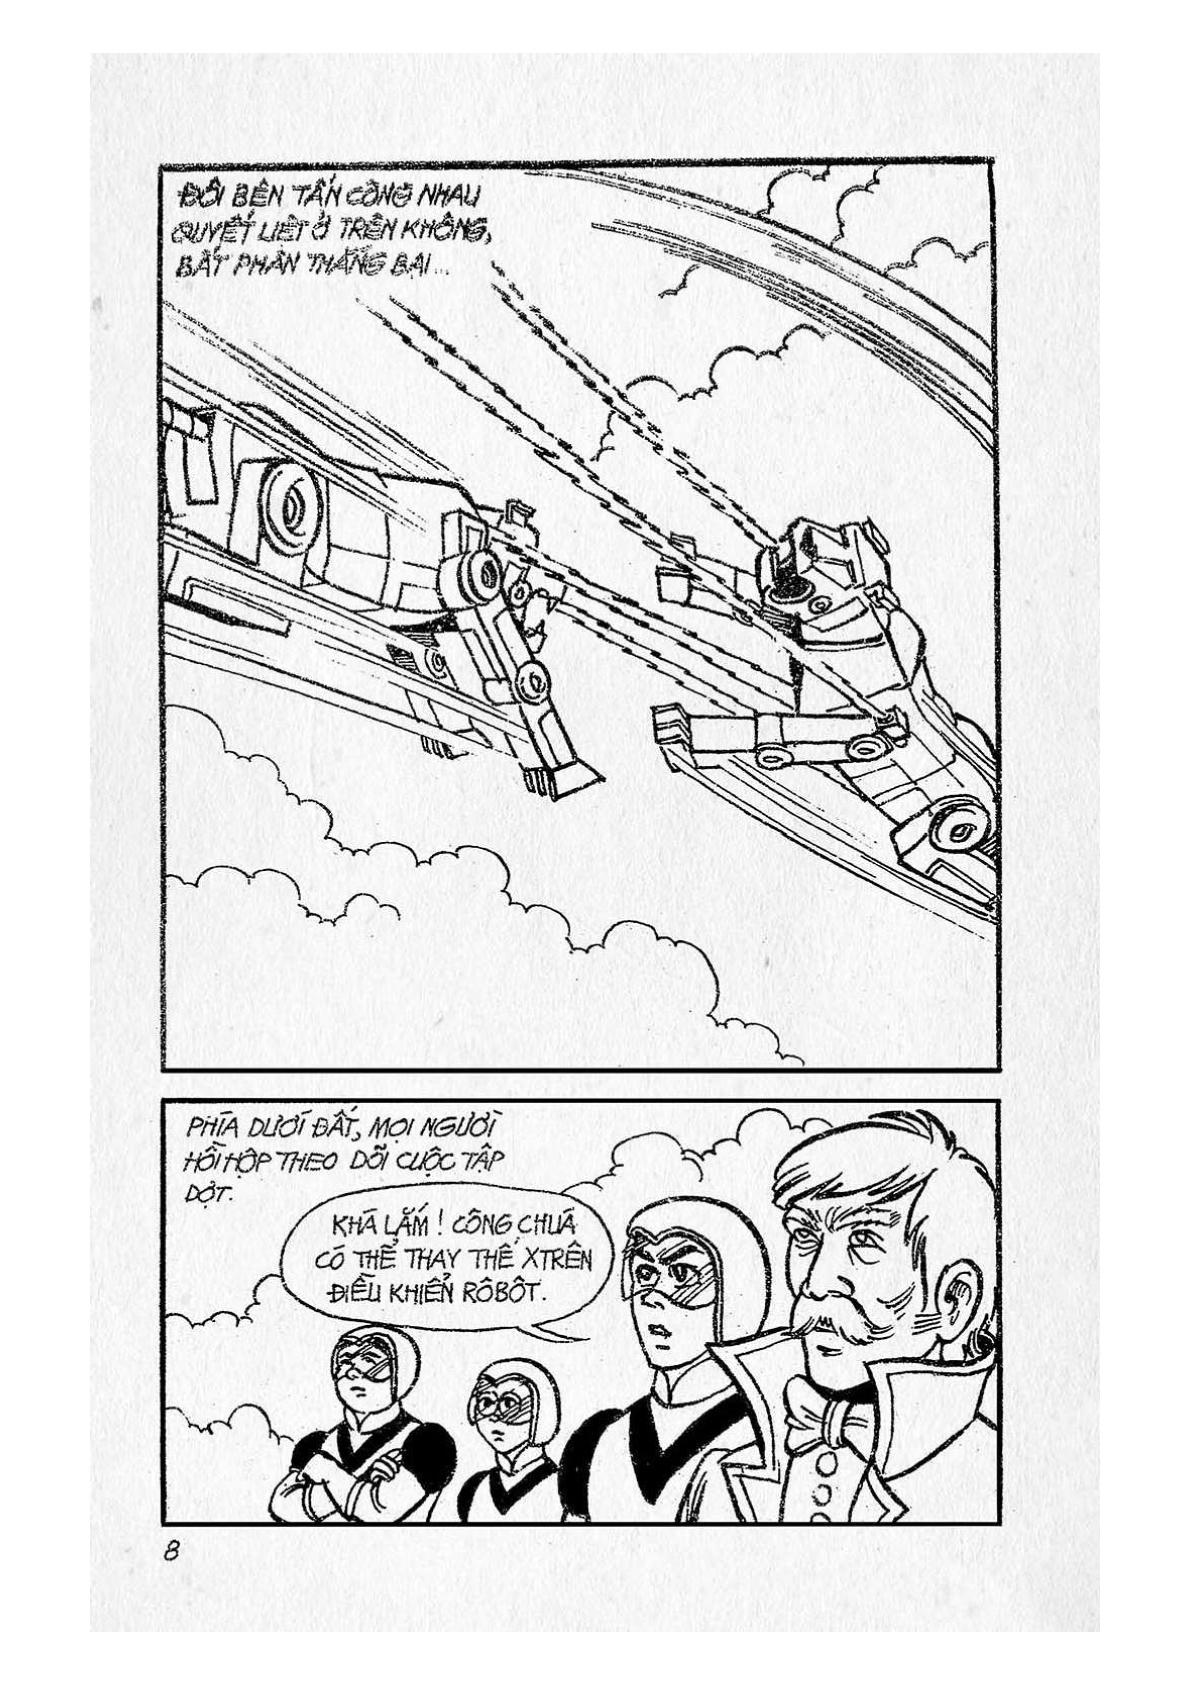 ĐÔI BÊN TẤN CÔNG NHAU
QUYẾT LIỆT Ở TRÊN KHÔNG,
BẤT PHÂN THẮNG BẠI...
PHÍA DƯỚI ĐẤT, MỌI NGƯỜI
HỒI HỘP THEO DÕI CUỘC TẬP
DỢT.
KHÁ LẮM! CÔNG CHÚA
CÓ THỂ THAY THẾ XTRÊN
ĐIỀU KHIỂN RÔBÔT.
8